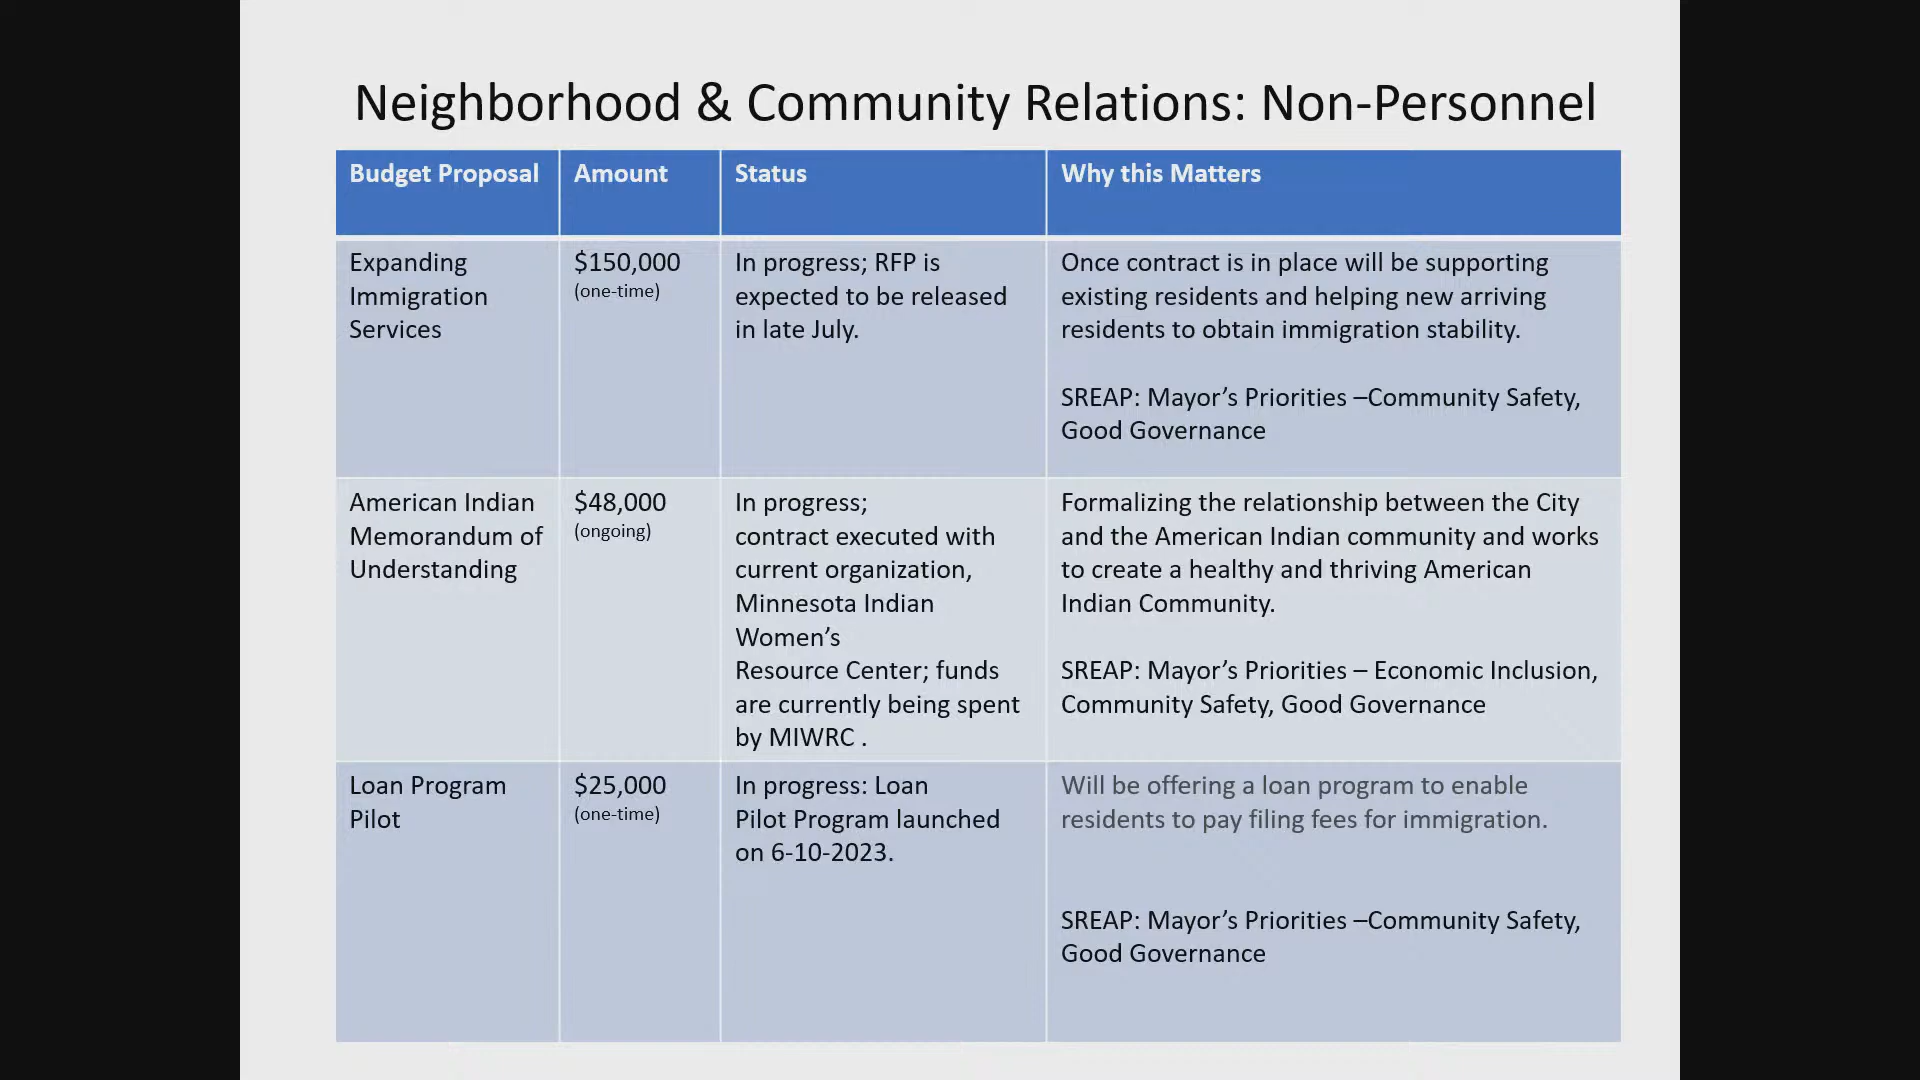 Neighborhood & Community Relations: Non-Personnel
Budget Proposal
Amount
Status
Why this Matters
Expanding
Immigration
Services
$150,000
(one-time)
In progress; RFP is
expected to be released
in late July.
Once contract is in place will be supporting
existing residents and helping new arriving
residents to obtain immigration stability.
SREAP: Mayor’s Priorities –Community Safety,
Good Governance
American Indian
Memorandum of
Understanding
$48,000
(ongoing)
In progress;
contract executed with
current organization,
Minnesota Indian
Women’s
Resource Center; funds
are currently being spent
by MIWRC .
Formalizing the relationship between the City
and the American Indian community and works
to create a healthy and thriving American
Indian Community.
SREAP: Mayor’s Priorities – Economic Inclusion,
Community Safety, Good Governance
Loan Program
Pilot
$25,000
(one-time)
In progress: Loan
Pilot Program launched
on 6-10-2023.
Will be offering a loan program to enable
residents to pay filing fees for immigration.
SREAP: Mayor’s Priorities –Community Safety,
Good Governance